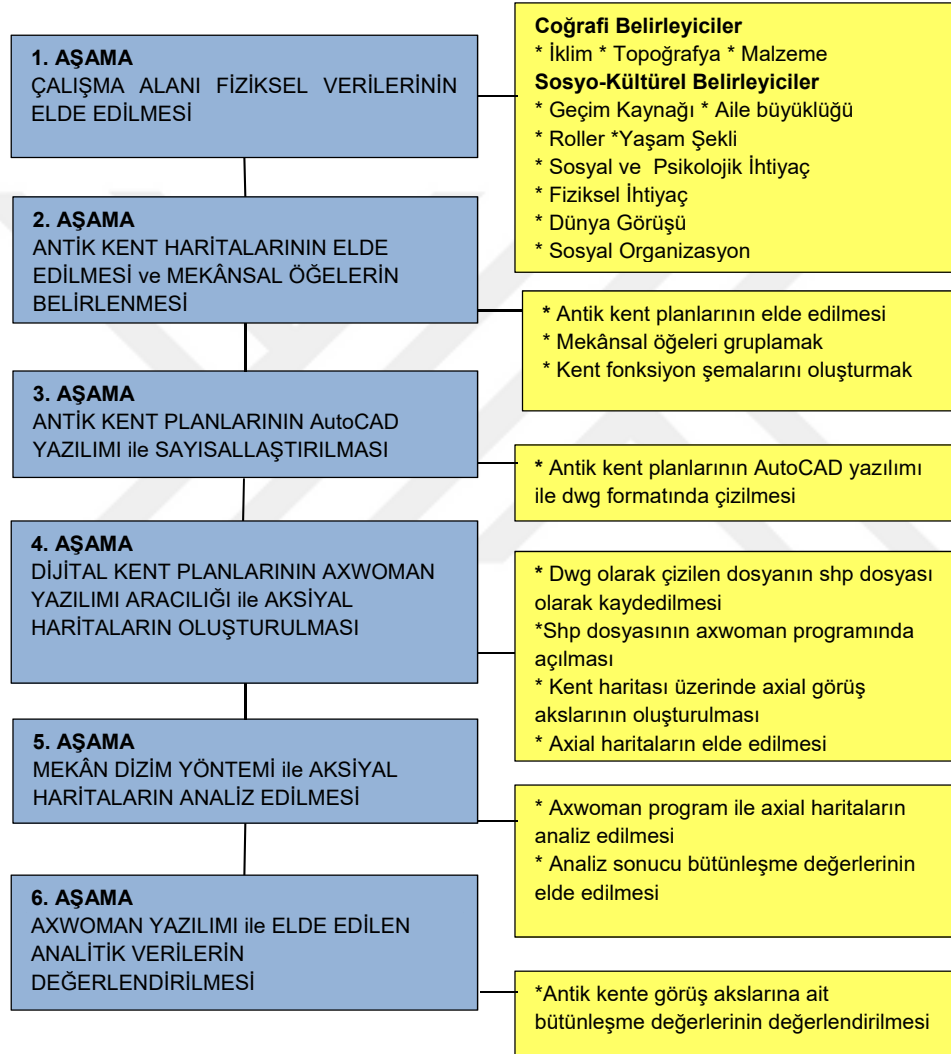 1. AŞAMA
ÇALIŞMA ALANI FİZİKSEL VERİLERİNİN
ELDE EDİLMESİ
Coğrafi Belirleyiciler
* İklim * Topoğrafya * Malzeme
Sosyo-Kültürel Belirleyiciler
* Geçim Kaynağı * Aile büyüklüğü
* Roller *Yaşam Şekli
* Sosyal ve Psikolojik İhtiyaç
* Fiziksel İhtiyaç
* Dünya Görüşü
* Sosyal Organizasyon
2. AŞAMA
ANTİK KENT HARİTALARININ ELDE
EDİLMESİ ve MEKÂNSAL ÖĞELERİN
BELİRLENMESİ
* Antik kent planlarının elde edilmesi
* Mekânsal öğeleri gruplamak
* Kent fonksiyon şemalarını oluşturmak
3. AŞAMA
ANTİK KENT PLANLARININ AutoCAD
YAZILIMI ile SAYISALLAŞTIRILMASI
* Antik kent planlarının AutoCAD yazılımı
ile dwg formatında çizilmesi
4. AŞAMA
DİJİTAL KENT PLANLARININ AXWOMAN
YAZILIMI ARACILIĞI ile AKSİYAL
HARİTALARIN OLUŞTURULMASI
* Dwg olarak çizilen dosyanın shp dosyası
olarak kaydedilmesi
*Shp dosyasının axwoman programında
açılması
* Kent haritası üzerinde axial görüş
akslarının oluşturulması
* Axial haritaların elde edilmesi
5. AŞAMA
MEKÂN DİZİM YÖNTEMİ ile AKSİYAL
HARİTALARIN ANALİZ EDİLMESİ
* Axwoman program ile axial haritaların
analiz edilmesi
* Analiz sonucu bütünleşme değerlerinin
elde edilmesi
6. AŞAMA
AXWOMAN YAZILIMI ile ELDE EDİLEN
ANALİTİK VERİLERİN
DEĞERLENDİRİLMESİ
*Antik kente görüş akslarına ait
bütünleşme değerlerinin değerlendirilmesi